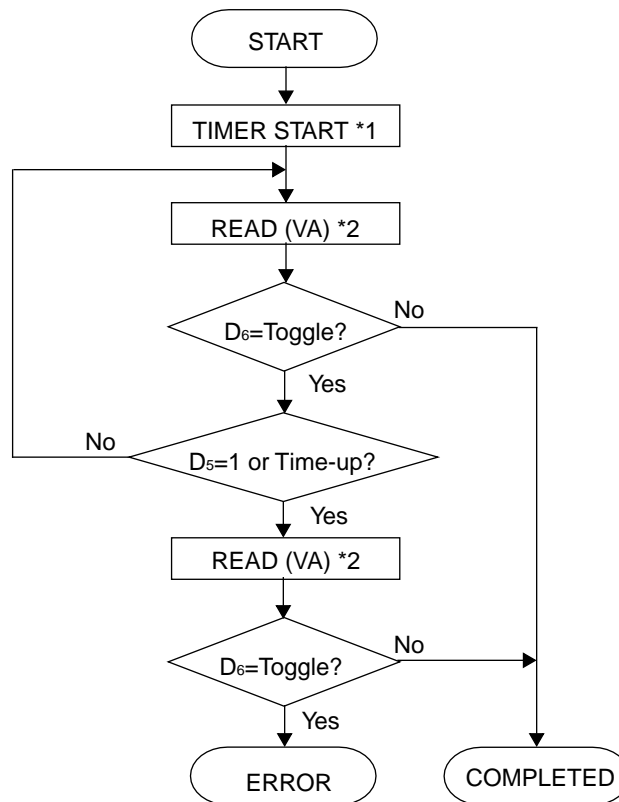 START
TIMER START *1
READ (VA) *2
No
D₆=Toggle?
Yes
No
D₅=1 or Time-up?
Yes
READ (VA) *2
No
D₆=Toggle?
Yes
ERROR
COMPLETED